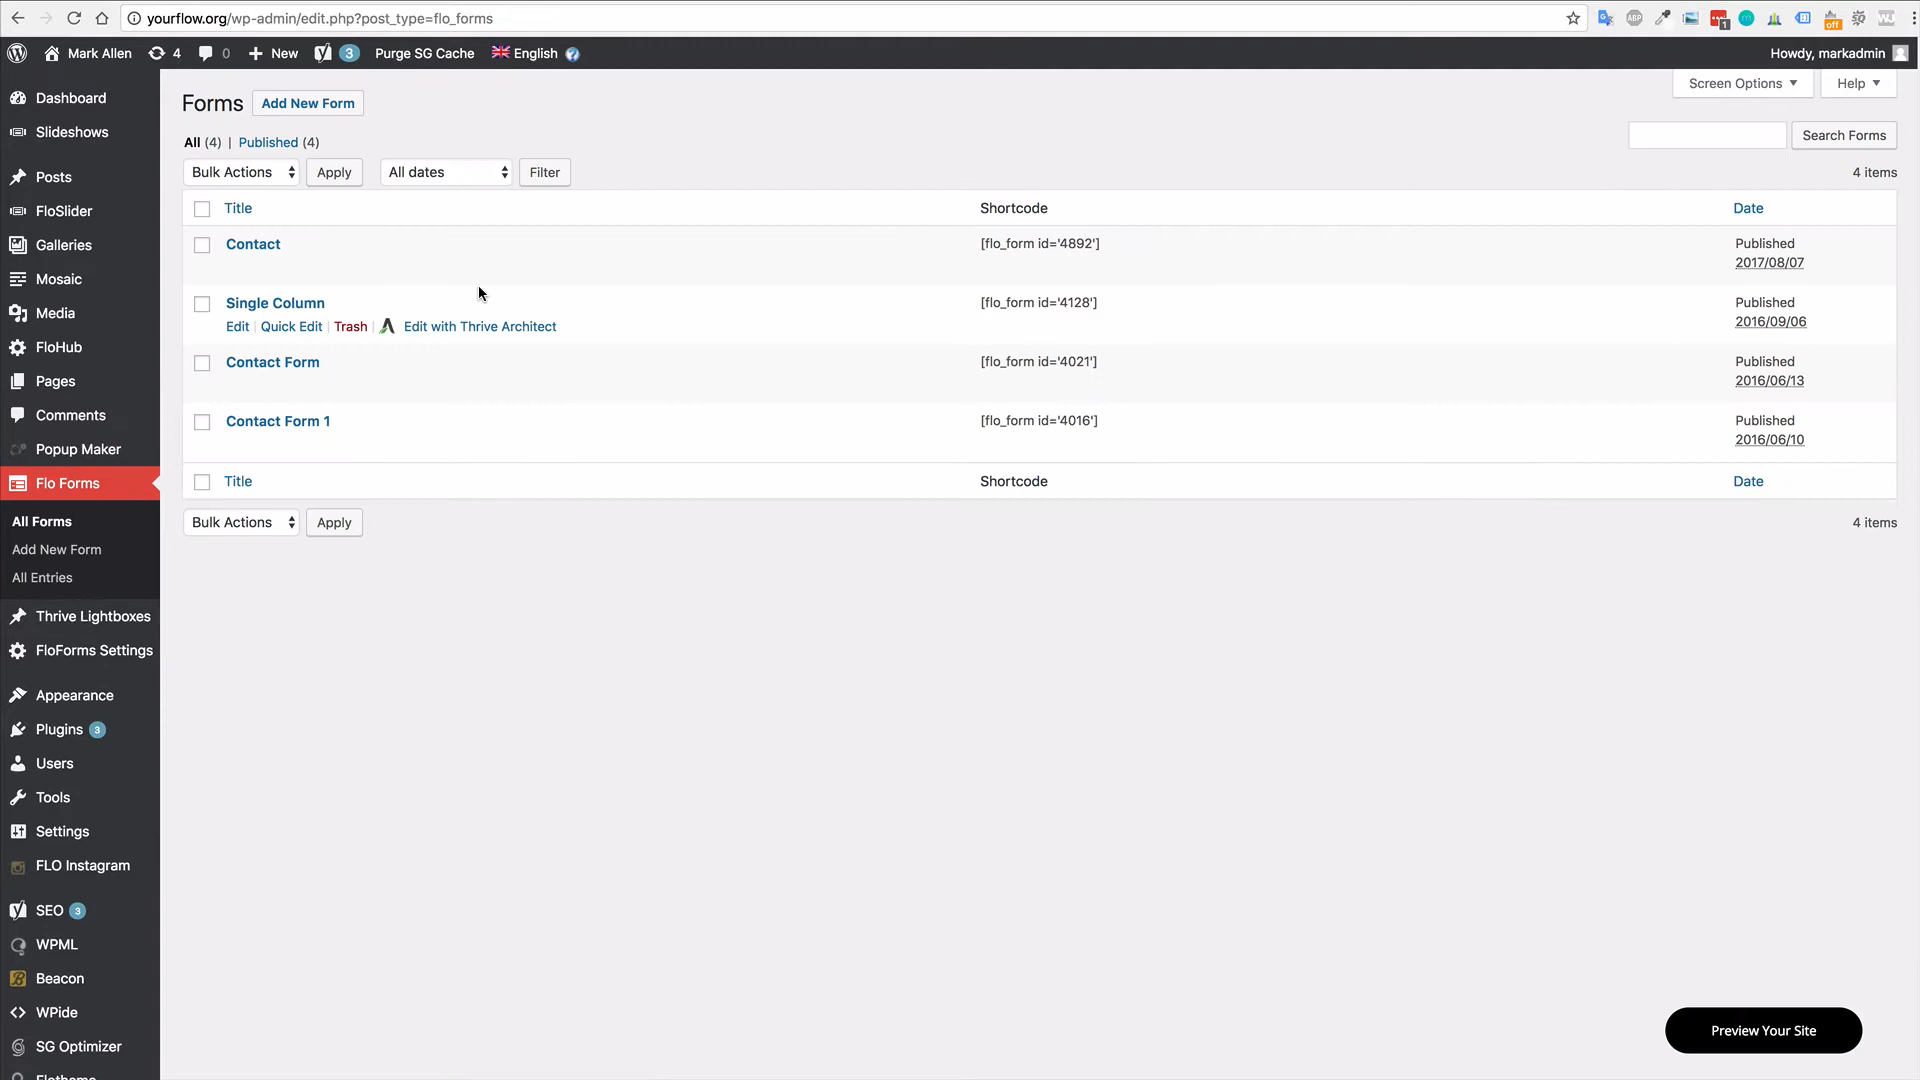 yourflow.org/wp-admin/edit.php?post_type=flo_forms
Mark Allen 4 0 New 3 Purge SG Cache English Howdy, markadmin
Screen Options Help
Dashboard
Slideshows
Posts
FloSlider
Galleries
Mosaic
Media
FloHub
Pages
Comments
Popup Maker
Flo Forms
All Forms
Add New Form
All Entries
Thrive Lightboxes
FloForms Settings
Appearance
Plugins 3
Users
Tools
Settings
FLO Instagram
SEO 3
WPML
Beacon
WPide
SG Optimizer
Flotheme
Forms Add New Form
All (4) | Published (4)
Search Forms
Bulk Actions Apply All dates Filter 4 items
Title Shortcode Date
Contact [flo_form id='4892'] Published
2017/08/07
Single Column [flo_form id='4128'] Published
2016/09/06
Edit | Quick Edit | Trash | Edit with Thrive Architect
Contact Form [flo_form id='4021'] Published
2016/06/13
Contact Form 1 [flo_form id='4016'] Published
2016/06/10
Title Shortcode Date
Bulk Actions Apply 4 items
Preview Your Site